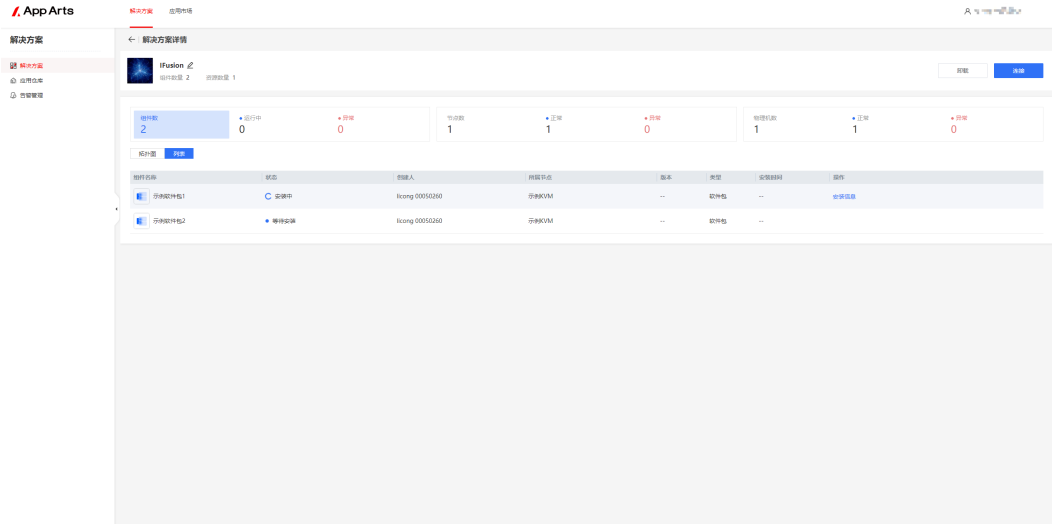 App Arts
解决方案 应用市场
解决方案
解决方案
应用仓库
告警管理
← 解决方案详情
IFusion
组件数量 2 资源数量 1
卸载 连接
组件数 运行中 异常 节点数 正常 异常 物理机数 正常 异常
2 0 0 1 1 0 1 1 0
拓扑图 列表
组件名称 状态 创建人 所属节点 版本 类型 安装时间 操作
示例软件包1 安装中 licong 00050260 示例KVM -- 软件包 -- 安装信息
示例软件包2 等待安装 licong 00050260 示例KVM -- 软件包 --